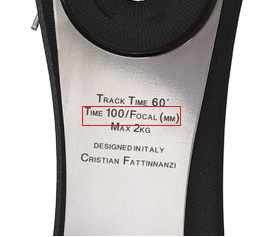 TRACK TIME 60"
TIME 100/FOCAL (MM)
MAX 2KG
DESIGNED IN ITALY
CRISTIAN FATTINNANZI